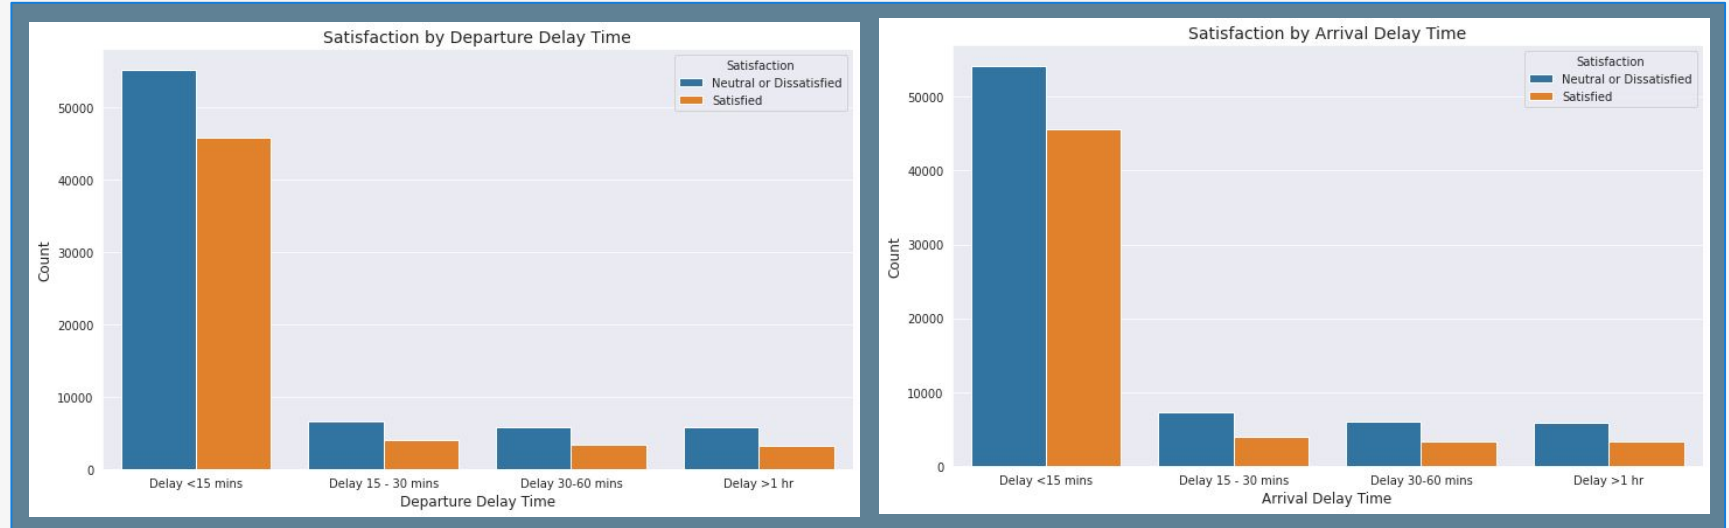 Satisfaction by Departure Delay Time
Satisfaction
Neutral or Dissatisfied
Satisfied
Count
50000
40000
30000
20000
10000
0
Delay <15 mins
Delay 15 - 30 mins
Delay 30-60 mins
Delay >1 hr
Departure Delay Time
Satisfaction by Arrival Delay Time
Satisfaction
Neutral or Dissatisfied
Satisfied
Count
50000
40000
30000
20000
10000
0
Delay <15 mins
Delay 15 - 30 mins
Delay 30-60 mins
Delay >1 hr
Arrival Delay Time